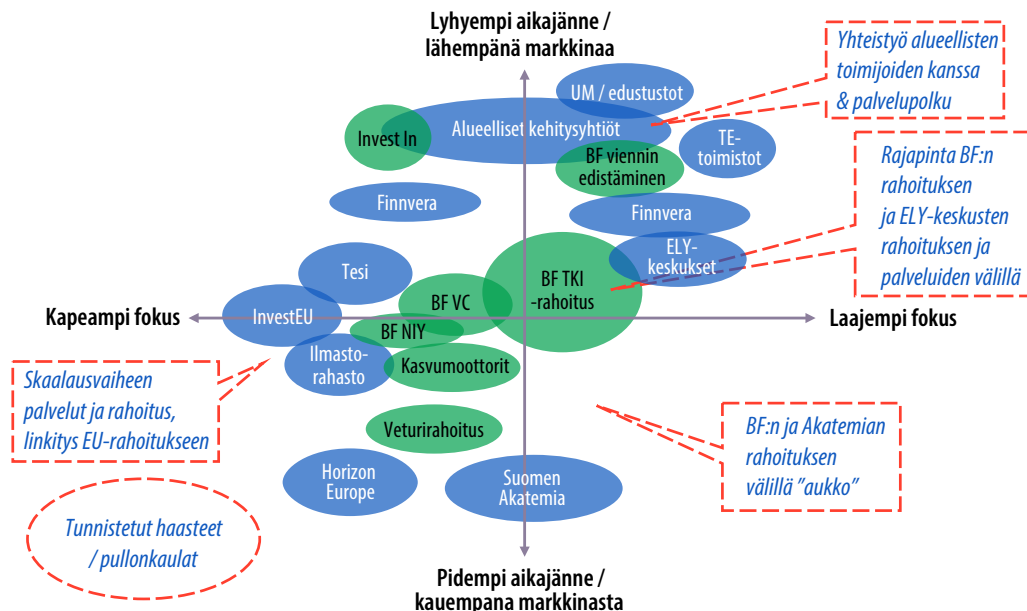 Lyhyempi aikajänne /
lähempänä markkinaa
Yhteistyö alueellisten
toimijoiden kanssa
& palvelupolku
UM / edustustot
Alueelliset kehitysyhtiöt
Invest In
TE-
toimistot
BF viennin
edistäminen
Rajapinta BF:n
rahoituksen
ja ELY-keskusten
rahoituksen ja
palveluiden välillä
Finnvera
Finnvera
ELY-
keskukset
Tesi
BF TKI
-rahoitus
BF VC
Kapeampi fokus
InvestEU
Laajempi fokus
BF NIY
Ilmasto-
rahasto
Kasvumoottorit
Skaalausvaiheen
palvelut ja rahoitus,
linkitys EU-rahoitukseen
Veturirahoitus
BF:n ja Akatemian
rahoituksen
välillä ”aukko”
Horizon
Europe
Suomen
Akatemia
Tunnistetut haasteet
/ pullonkaulat
Pidempi aikajänne /
kauempana markkinasta